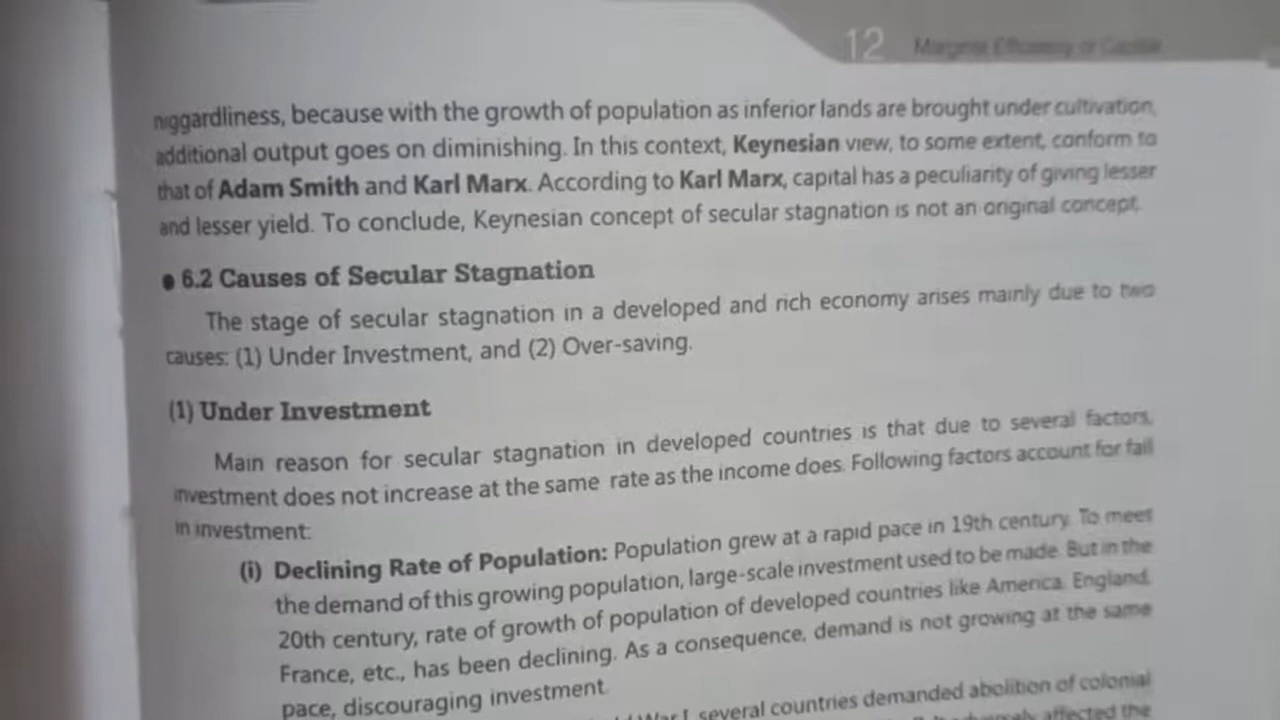 12 Marginal Efficiency of Capital
niggardliness, because with the growth of population as inferior lands are brought under cultivation,
additional output goes on diminishing. In this context, Keynesian view, to some extent, conform to
that of Adam Smith and Karl Marx. According to Karl Marx, capital has a peculiarity of giving lesser
and lesser yield. To conclude, Keynesian concept of secular stagnation is not an original concept.
● 6.2 Causes of Secular Stagnation
The stage of secular stagnation in a developed and rich economy arises mainly due to two
causes: (1) Under Investment, and (2) Over-saving.
(1) Under Investment
Main reason for secular stagnation in developed countries is that due to several factors,
investment does not increase at the same rate as the income does. Following factors account for fall
in investment:
(i) Declining Rate of Population: Population grew at a rapid pace in 19th century. To meet
the demand of this growing population, large-scale investment used to be made. But in the
20th century, rate of growth of population of developed countries like America, England,
France, etc., has been declining. As a consequence, demand is not growing at the same
pace, discouraging investment.
War I, several countries demanded abolition of colonial
affected the